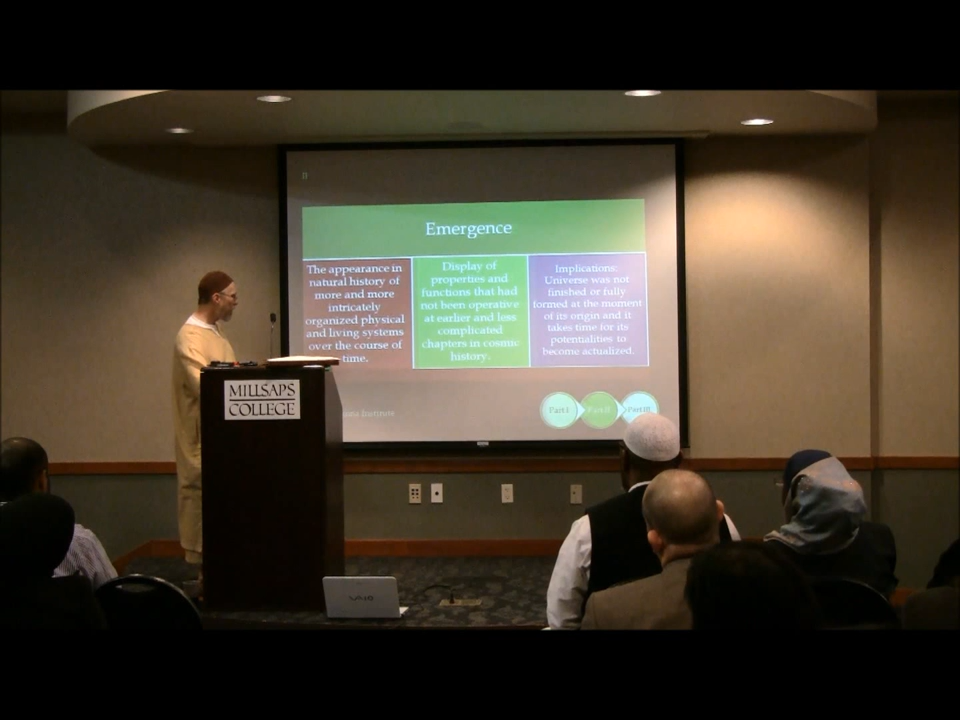 11
Emergence
The appearance in
natural history of
more and more
intricately
organized physical
and living systems
over the course of
time.
Display of
properties and
functions that had
not been operative
at earlier and less
complicated
chapters in cosmic
history.
Implications:
Universe was not
finished or fully
formed at the moment
of its origin and it
takes time for its
potentialities to
become actualized.
Institute
Part I
Part II
Part III
MILLSAPS
COLLEGE
VAIO